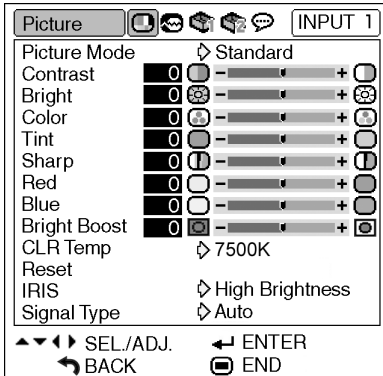 Picture INPUT 1
Picture Mode Standard
Contrast 0 - +
Bright 0 - +
Color 0 - +
Tint 0 - +
Sharp 0 - +
Red 0 - +
Blue 0 - +
Bright Boost 0 - +
CLR Temp 7500K
Reset
IRIS High Brightness
Signal Type Auto
SEL./ADJ. ENTER
BACK END